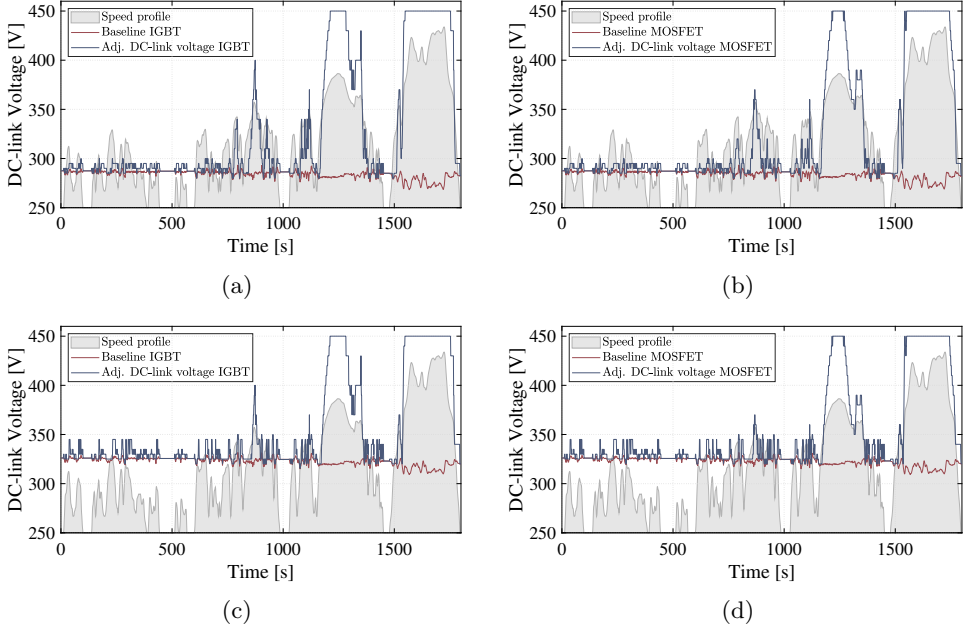 DC-link Voltage [V]
450
400
350
300
250
Speed profile
Baseline IGBT
Adj. DC-link voltage IGBT
0
500
1000
1500
Time [s]
(a)
DC-link Voltage [V]
450
400
350
300
250
Speed profile
Baseline MOSFET
Adj. DC-link voltage MOSFET
0
500
1000
1500
Time [s]
(b)
DC-link Voltage [V]
450
400
350
300
250
Speed profile
Baseline IGBT
Adj. DC-link voltage IGBT
0
500
1000
1500
Time [s]
(c)
DC-link Voltage [V]
450
400
350
300
250
Speed profile
Baseline MOSFET
Adj. DC-link voltage MOSFET
0
500
1000
1500
Time [s]
(d)